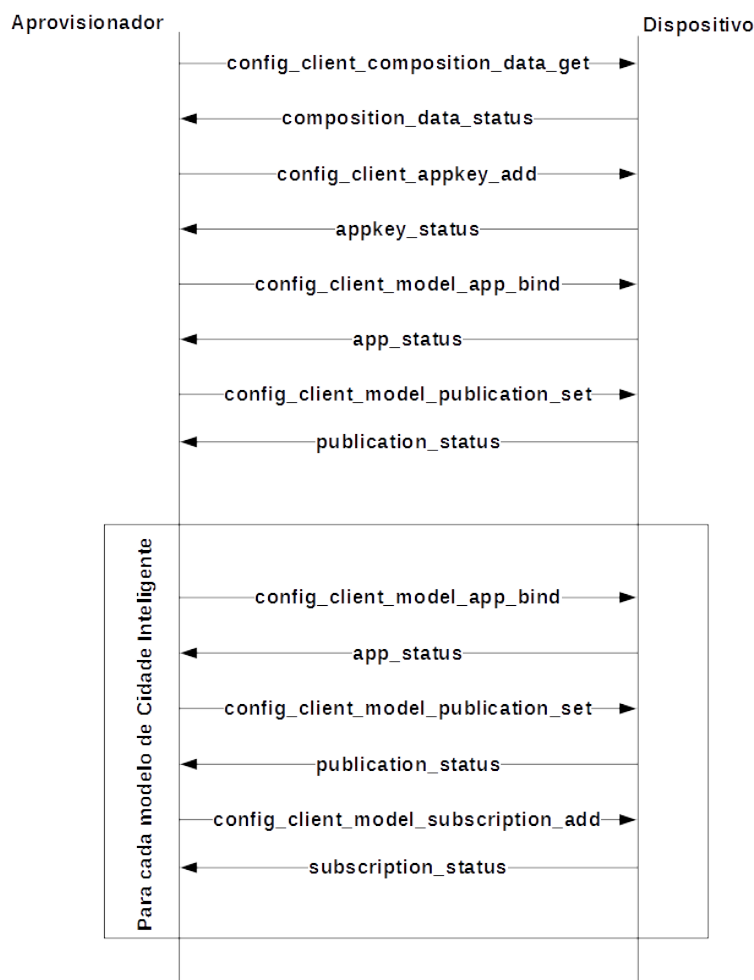 Aprovisionador
Dispositivo
config_client_composition_data_get
composition_data_status
config_client_appkey_add
appkey_status
config_client_model_app_bind
app_status
config_client_model_publication_set
publication_status
Para cada modelo de Cidade Inteligente
config_client_model_app_bind
app_status
config_client_model_publication_set
publication_status
config_client_model_subscription_add
subscription_status